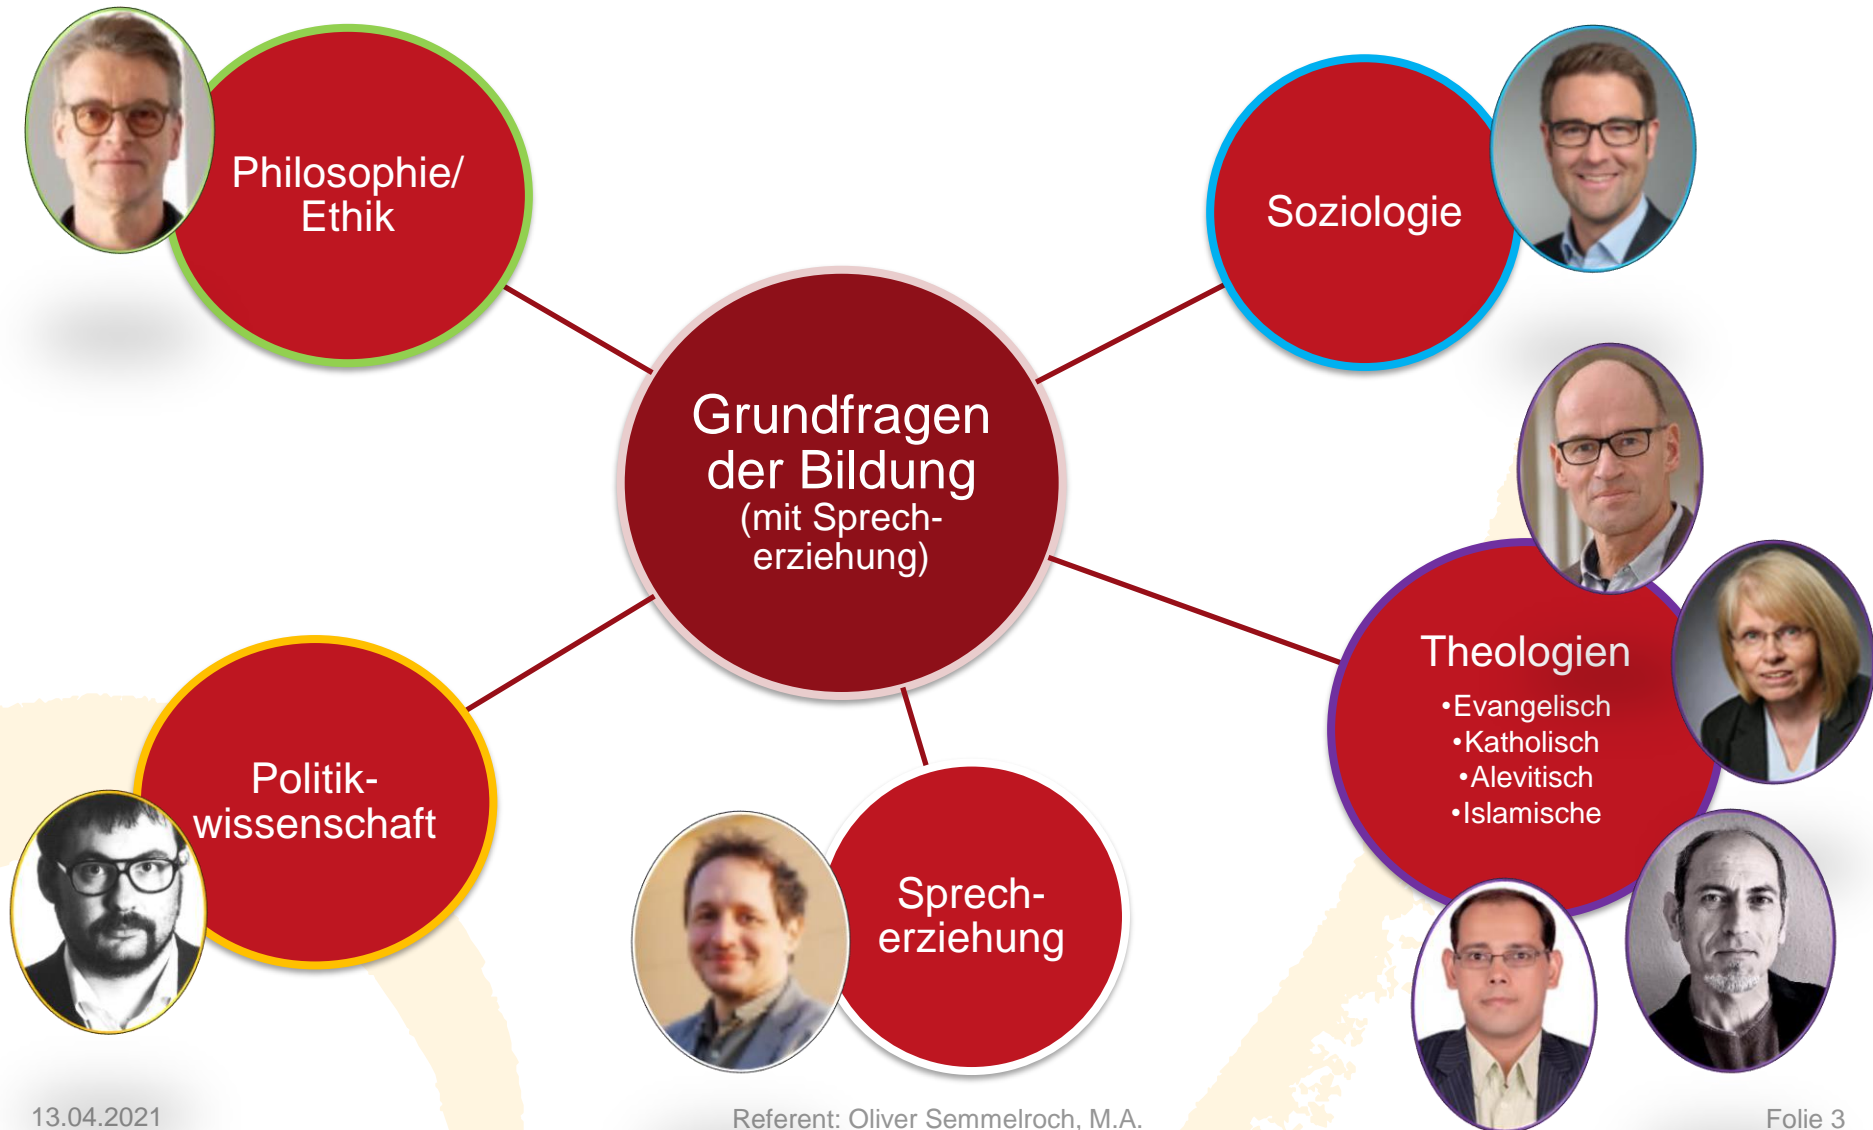 Philosophie/
Ethik
Soziologie
Grundfragen
der Bildung
(mit Sprech-
erziehung)
Theologien
•Evangelisch
•Katholisch
•Alevitisch
•Islamische
Politik-
wissenschaft
Sprech-
erziehung
13.04.2021
Referent: Oliver Semmelroch, M.A.
Folie 3